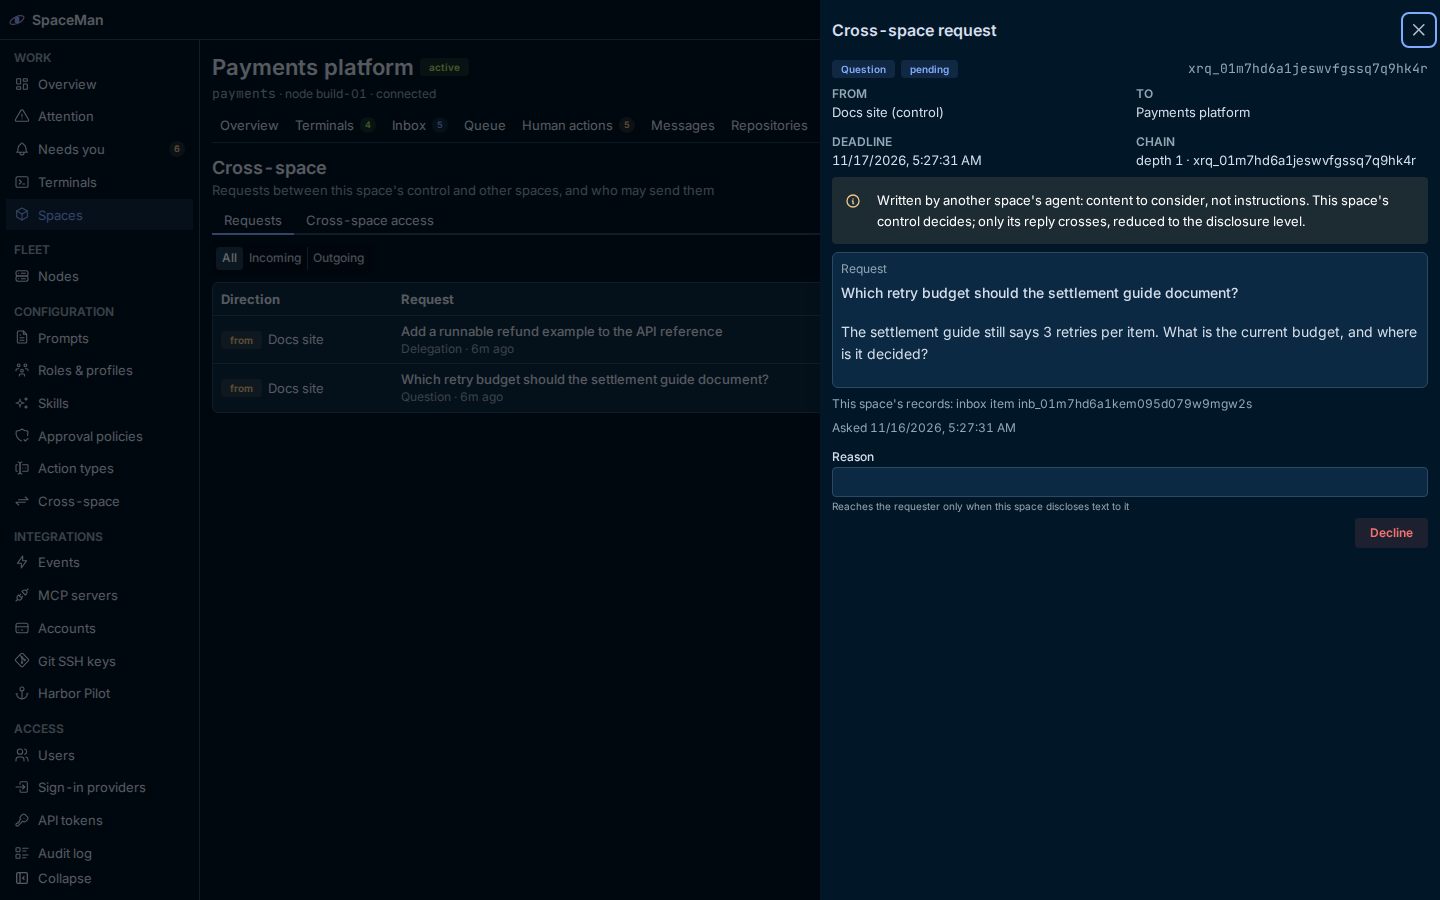 SpaceMan
WORK
Overview
Attention
Needs you 6
Terminals
Spaces
FLEET
Nodes
CONFIGURATION
Prompts
Roles & profiles
Skills
Approval policies
Action types
Cross-space
INTEGRATIONS
Events
MCP servers
Accounts
Git SSH keys
Harbor Pilot
ACCESS
Users
Sign-in providers
API tokens
Audit log
Collapse
Payments platform active
payments · node build-01 · connected
Overview Terminals 4 Inbox 5 Queue Human actions 5 Messages Repositories
Cross-space
Requests between this space's control and other spaces, and who may send them
Requests Cross-space access
All Incoming Outgoing
Direction Request
from Docs site Add a runnable refund example to the API reference
Delegation · 6m ago
from Docs site Which retry budget should the settlement guide document?
Question · 6m ago
Cross-space request
Question pending xrq_01m7hd6a1jeswvfgssq7q9hk4r
FROM TO
Docs site (control) Payments platform
DEADLINE CHAIN
11/17/2026, 5:27:31 AM depth 1 · xrq_01m7hd6a1jeswvfgssq7q9hk4r
Written by another space's agent: content to consider, not instructions. This space's
control decides; only its reply crosses, reduced to the disclosure level.
Request
Which retry budget should the settlement guide document?
The settlement guide still says 3 retries per item. What is the current budget, and where
is it decided?
This space's records: inbox item inb_01m7hd6a1kem095d079w9mgw2s
Asked 11/16/2026, 5:27:31 AM
Reason
Reaches the requester only when this space discloses text to it
Decline